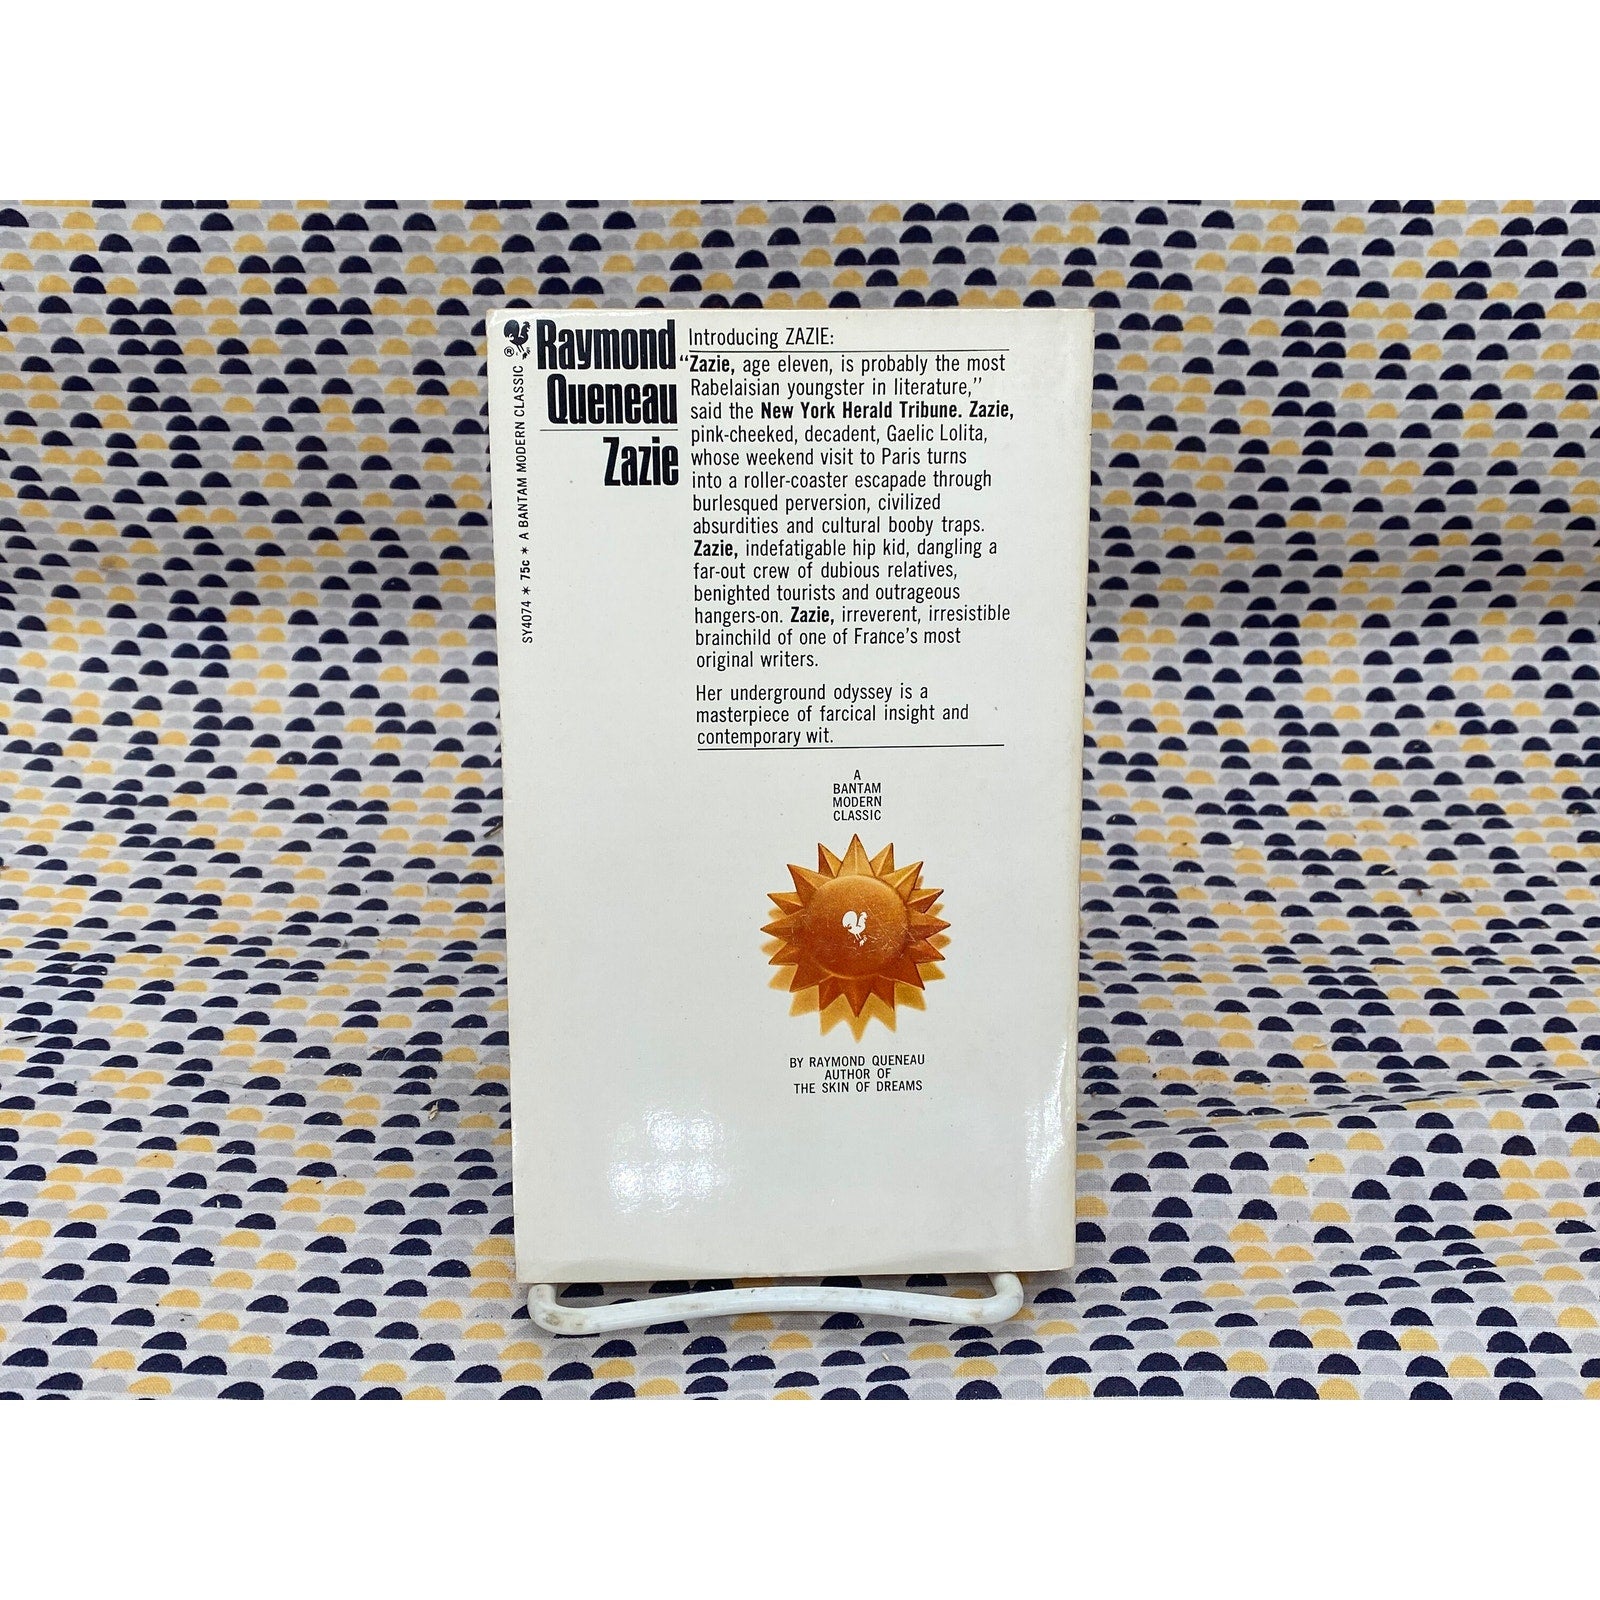 ®
Raymond
Queneau
Zazie
SY4074 * 75c * A BANTAM MODERN CLASSIC
Introducing ZAZIE:
“Zazie, age eleven, is probably the most
Rabelaisian youngster in literature,”
said the New York Herald Tribune. Zazie,
pink-cheeked, decadent, Gaelic Lolita,
whose weekend visit to Paris turns
into a roller-coaster escapade through
burlesqued perversion, civilized
absurdities and cultural booby traps.
Zazie, indefatigable hip kid, dangling a
far-out crew of dubious relatives,
benighted tourists and outrageous
hangers-on. Zazie, irreverent, irresistible
brainchild of one of France’s most
original writers.
Her underground odyssey is a
masterpiece of farcical insight and
contemporary wit.
A
BANTAM
MODERN
CLASSIC
BY RAYMOND QUENEAU
AUTHOR OF
THE SKIN OF DREAMS